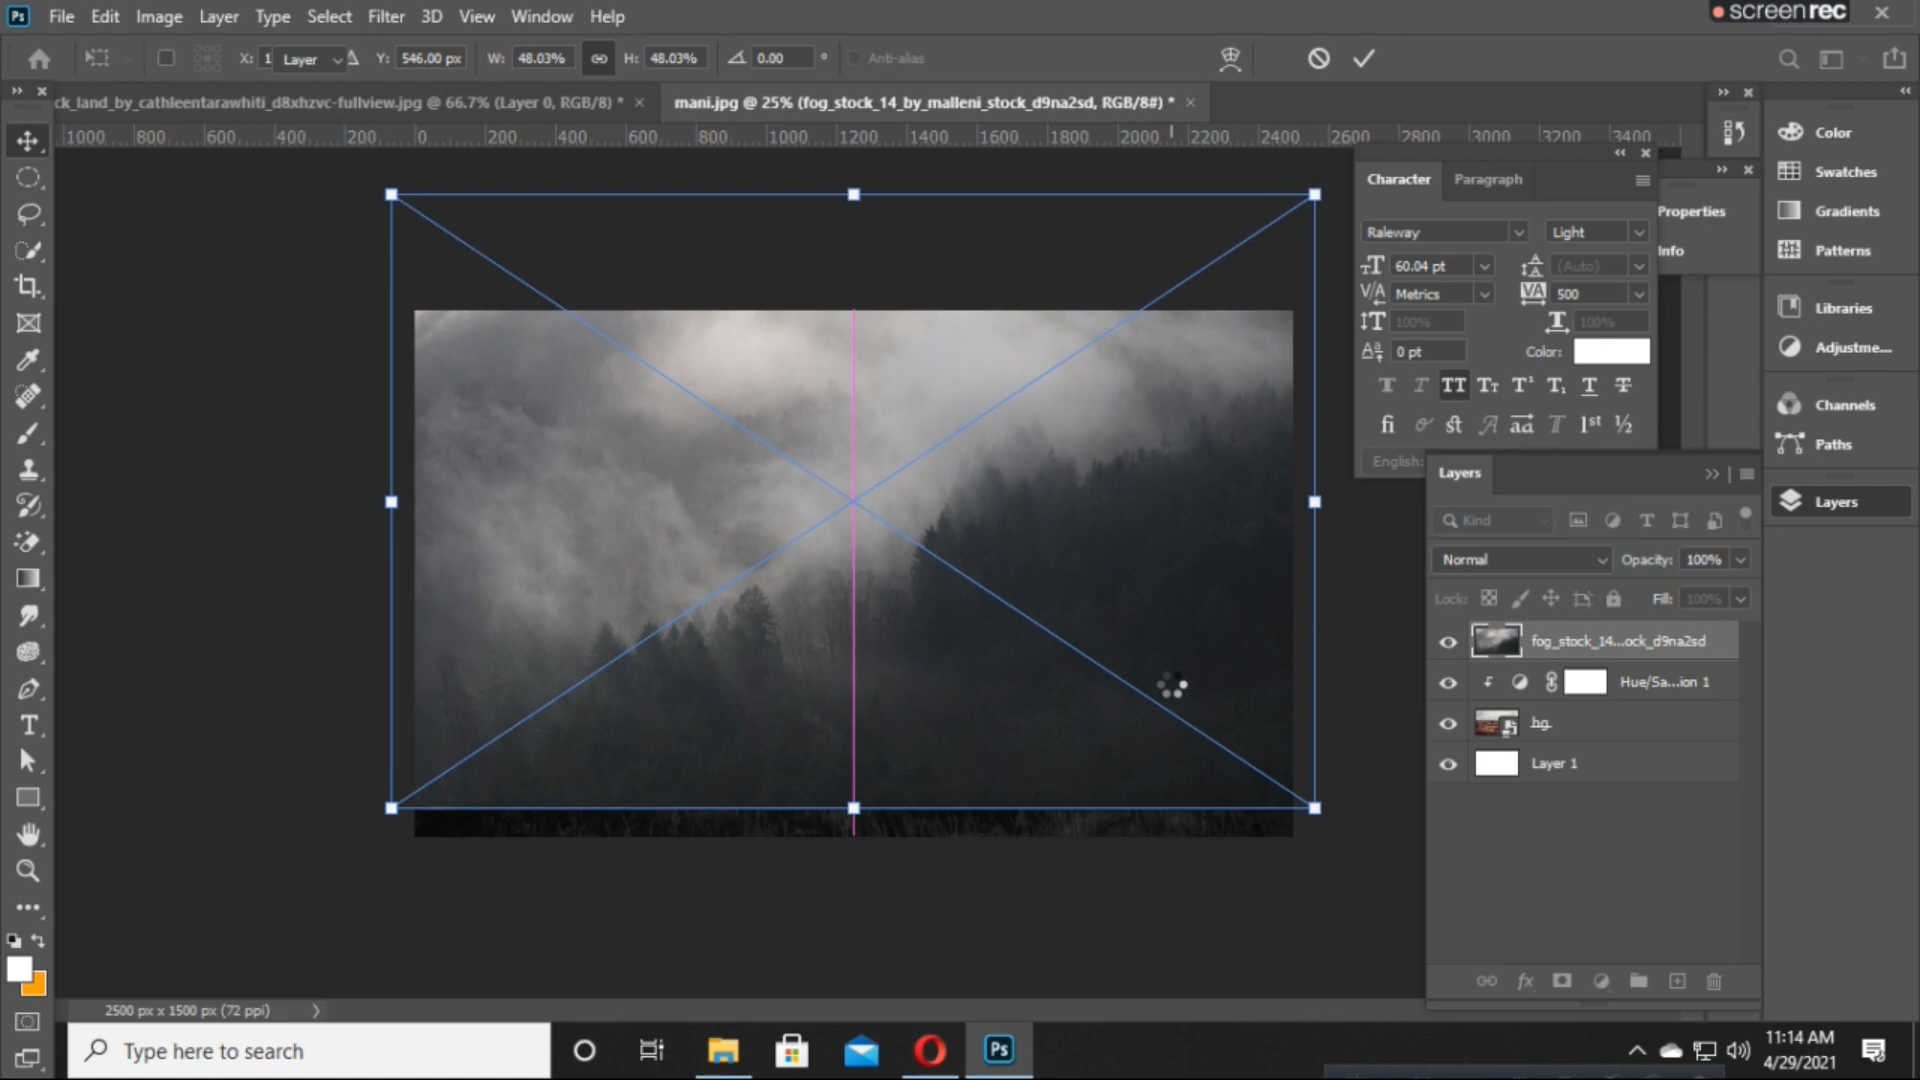 Ps File Edit Image Layer Type Select Filter 3D View Window Help
screenrec
X: 1 Layer Y: 546.00 px W: 48.03% H: 48.03% 0.00 ° Anti-alias
ck_land_by_cathleentarawhiti_d8xhzvc-fullview.jpg @ 66.7% (Layer 0, RGB/8) * ×
mani.jpg @ 25% (fog_stock_14_by_malleni_stock_d9na2sd, RGB/8#) * ×
1000 800 600 400 200 0 200 400 600 800 1000 1200 1400 1600 1800 2000 2200 2400 2600 2800 3000 3200 3400
Character Paragraph
Raleway Light
60.04 pt (Auto)
Metrics 500
100% 100%
0 pt Color:
English:
Properties
Info
Color
Swatches
Gradients
Patterns
Libraries
Adjustme...
Channels
Paths
Layers
Layers
Kind
Normal Opacity: 100%
Lock: Fill: 100%
fog_stock_14...ock_d9na2sd
Hue/Sa...ion 1
bg.
Layer 1
2500 px x 1500 px (72 ppi)
Type here to search
Ps
11:14 AM
4/29/2021